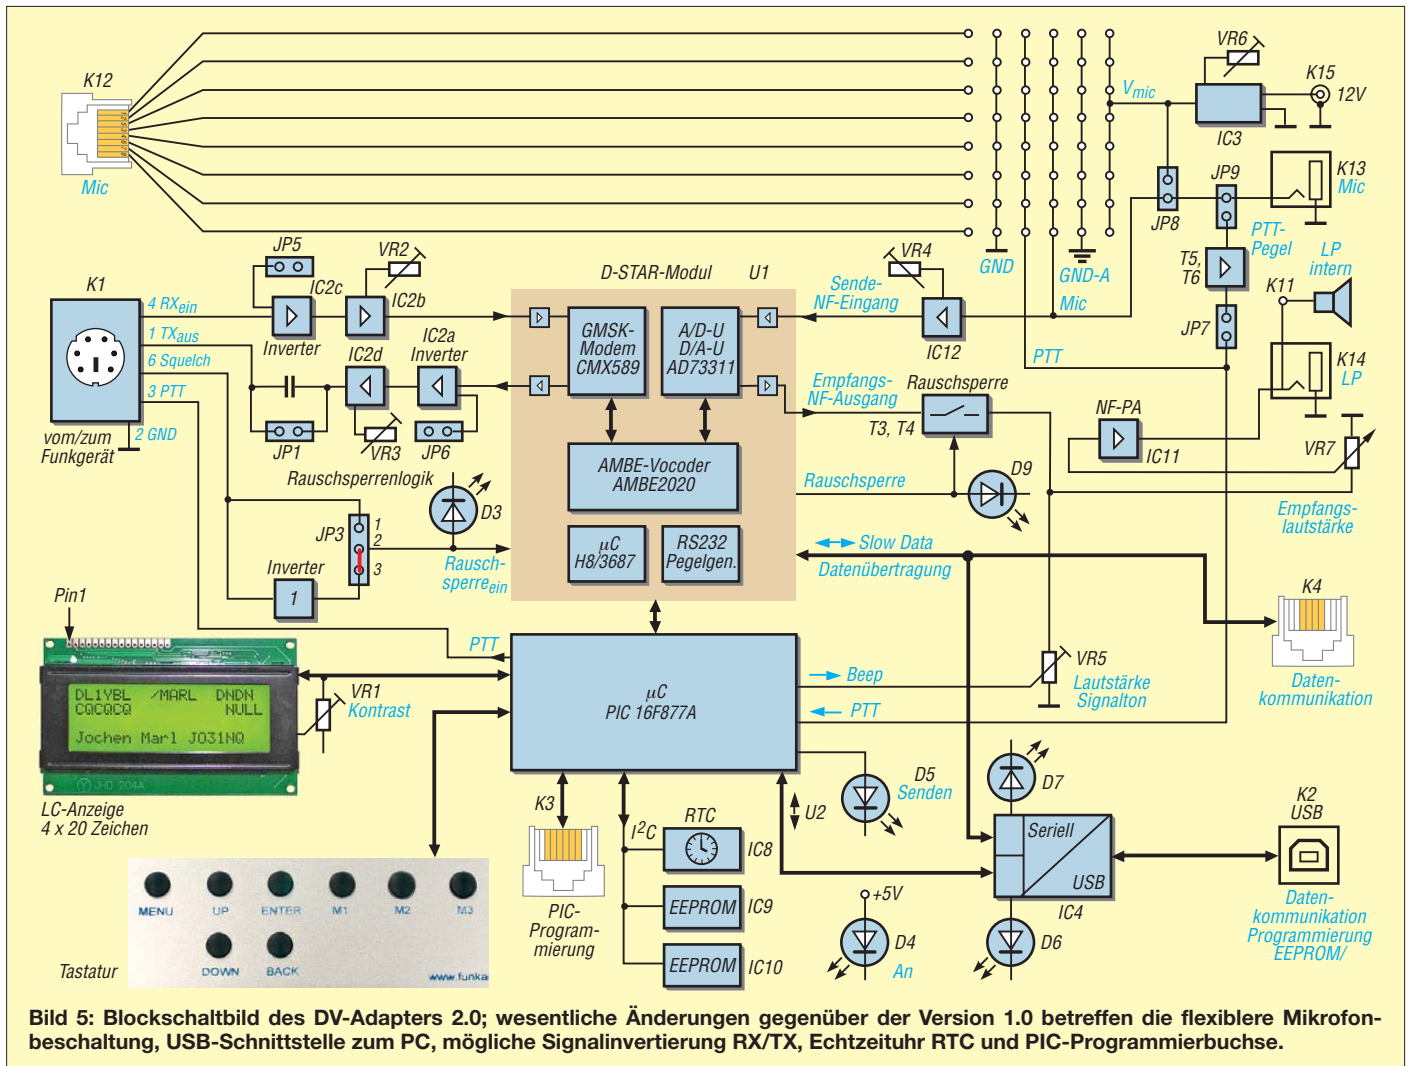 K12
Mic
VR6
K15
12V
V mic
IC3
JP9
K13
Mic
JP8
PTT-
Pegel
T5,
T6
LP
intern
K11
JP7
K14
LP
GND
GND-A
Mic
PTT
JP5
VR2
IC2c
IC2b
Inverter
K1
4 RXein
1 TXaus
6 Squelch
3 PTT
2 GND
vom/zum
Funkgerät
IC2d
IC2a
Inverter
JP1
VR3
JP6
D-STAR-Modul
U1
GMSK-
Modem
CMX589
A/D-U
D/A-U
AD73311
AMBE-Vocoder
AMBE2020
µC
H8/3687
RS232
Pegelgen.
Sende-
NF-Eingang
VR4
IC12
Empfangs-
NF-Ausgang
Rauschsperre
T3, T4
NF-PA
IC11
VR7
Empfangs-
lautstärke
Rauschsperre
D9
Rauschsperrenlogik
D3
JP3
1
2
3
Inverter
1
Rausch-
sperreein
Slow Data
Datenübertragung
K4
Daten-
kommunikation
Pin1
DL1YBL /MARL DNDN
CQCQCQ NULL
Jochen Marl JO31NQ
JHD 204A
LC-Anzeige
4 x 20 Zeichen
VR1
Kontrast
PTT
µC
PIC 16F877A
Beep
PTT
VR5
Lautstärke
Signalton
D5
Senden
U2
D7
Seriell
USB
IC4
D6
K2
USB
Daten-
kommunikation
Programmierung
EEPROM/
K3
PIC-
Program-
mierung
I²C
RTC
IC8
EEPROM
IC9
EEPROM
IC10
+5V
D4
An
MENU
UP
ENTER
M1
M2
M3
DOWN
BACK
www.funka
Tastatur
Bild 5: Blockschaltbild des DV-Adapters 2.0; wesentliche Änderungen gegenüber der Version 1.0 betreffen die flexiblere Mikrofon-
beschaltung, USB-Schnittstelle zum PC, mögliche Signalinvertierung RX/TX, Echtzeituhr RTC und PIC-Programmierbuchse.